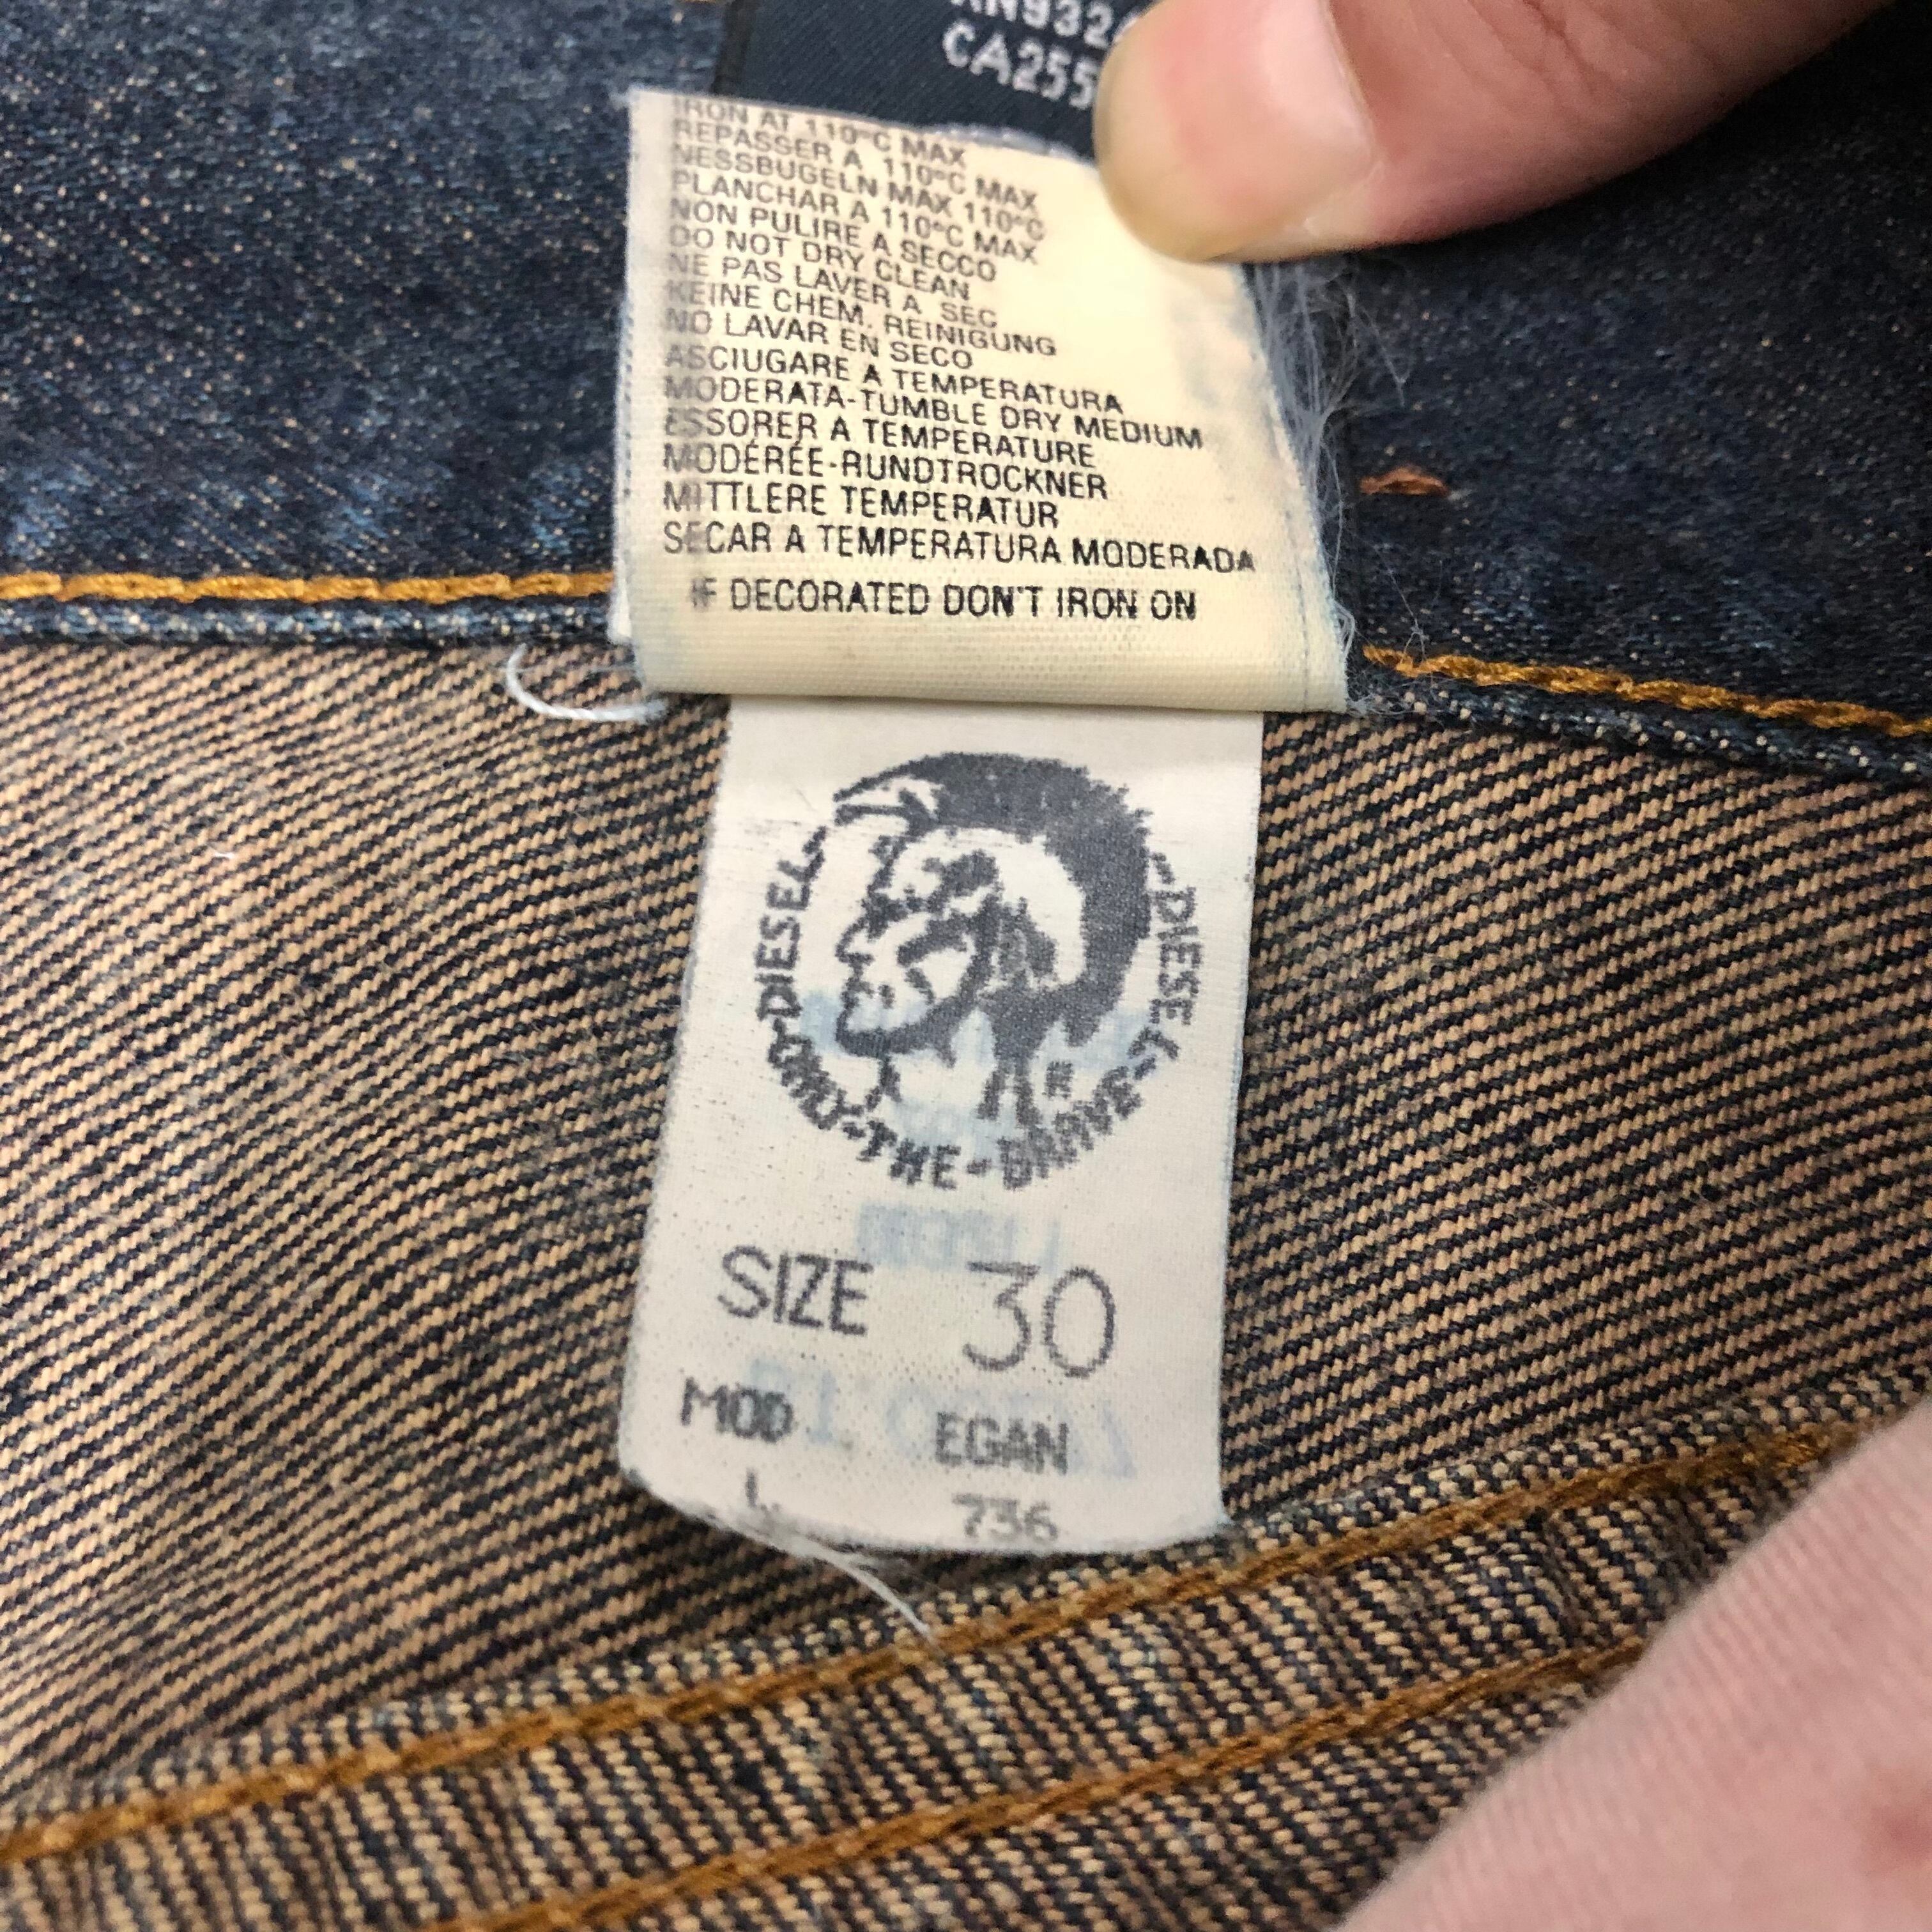 CA255
IRON AT 110°C MAX
REPASSER A 110°C MAX
NESSBUGELN MAX 110°C
PLANCHAR A 110°C MAX
NON PULIRE A SECCO
DO NOT DRY CLEAN
NE PAS LAVER A SEC
KEINE CHEM. REINIGUNG
NO LAVAR EN SECO
ASCIUGARE A TEMPERATURA
MODERATA-TUMBLE DRY MEDIUM
ESSORER A TEMPERATURE
MODÉRÉE-RUNDTROCKNER
MITTLERE TEMPERATUR
SECAR A TEMPERATURA MODERADA
IF DECORATED DON'T IRON ON
-DIESEL-ONLY-THE-BRAVE-DIESEL-
SIZE 30
MOD EGAN
L. 736